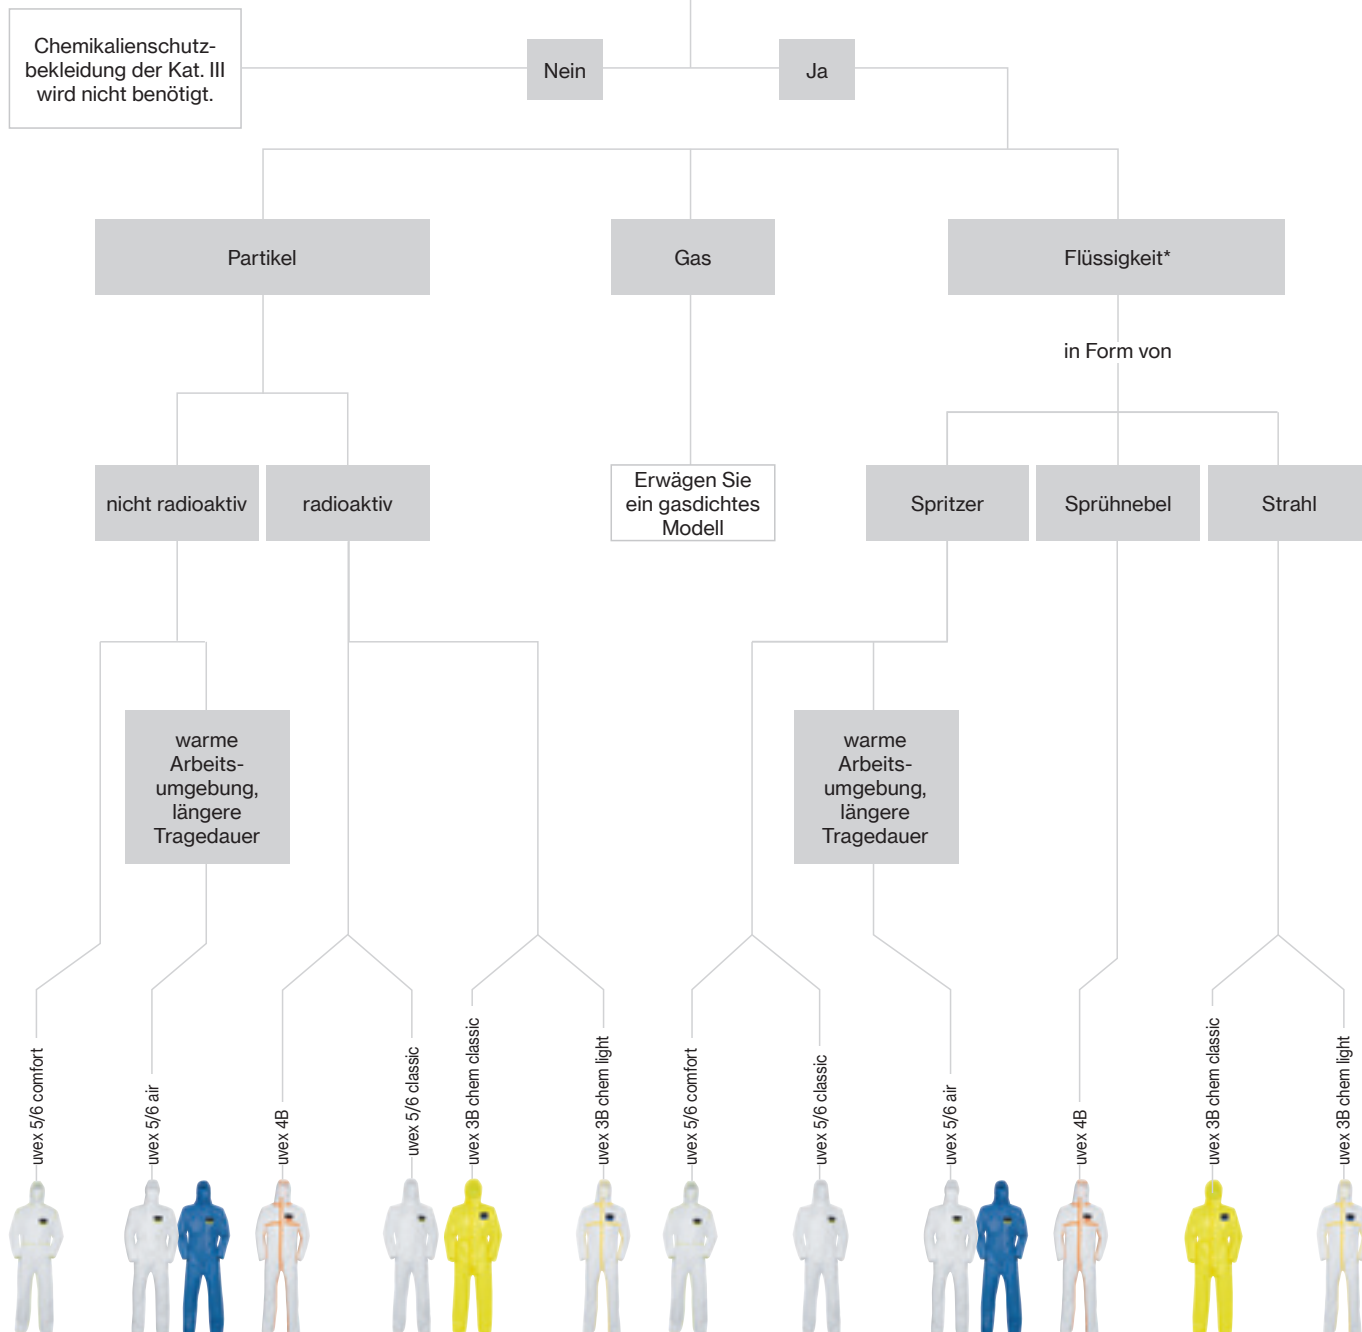 Chemikalienschutz-
bekleidung der Kat. III
wird nicht benötigt.
Nein
Ja
Partikel
Gas
Flüssigkeit*
in Form von
nicht radioaktiv
radioaktiv
Erwägen Sie
ein gasdichtes
Modell
Spritzer
Sprühnebel
Strahl
warme
Arbeits-
umgebung,
längere
Tragedauer
warme
Arbeits-
umgebung,
längere
Tragedauer
uvex 5/6 comfort
uvex 5/6 air
uvex 4B
uvex 5/6 classic
uvex 3B chem classic
uvex 3B chem light
uvex 5/6 comfort
uvex 5/6 classic
uvex 5/6 air
uvex 4B
uvex 3B chem classic
uvex 3B chem light